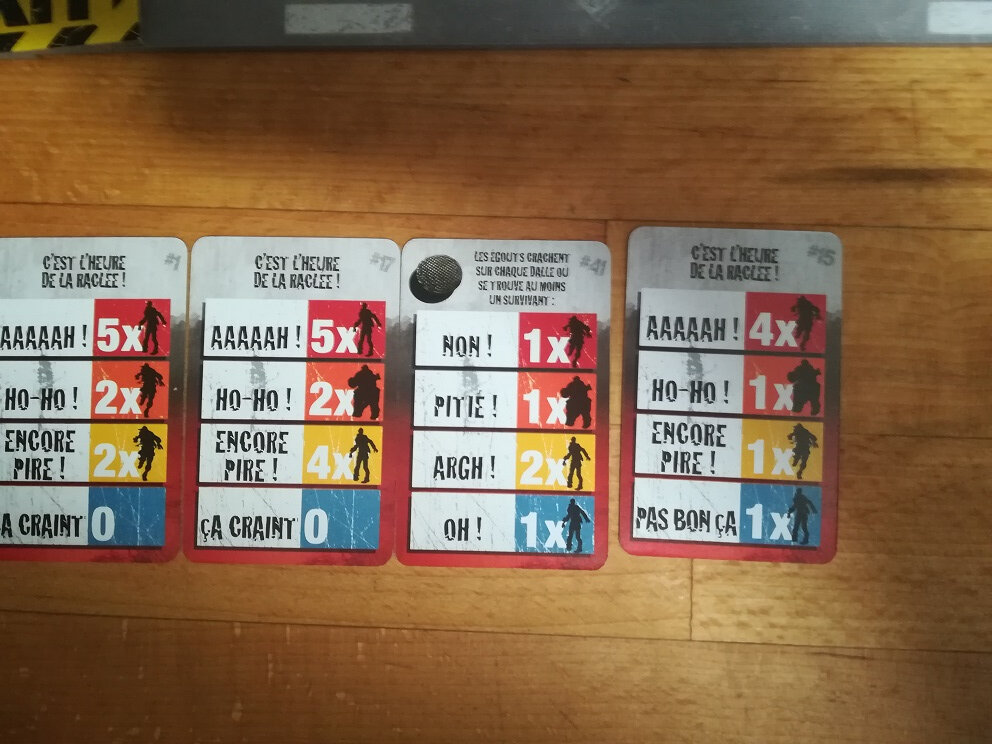 C'EST L'HEURE
DE LA RACLEE !
#1
AAAAAH ! 5x
HO-HO ! 2x
ENCORE
PIRE ! 2x
A CRAINT 0
C'EST L'HEURE
DE LA RACLEE !
#17
AAAAAH ! 5x
HO-HO ! 2x
ENCORE
PIRE ! 4x
ÇA CRAINT 0
LES EGOUTS CRACHENT
SUR CHAQUE DALLE OU
SE TROUVE AU MOINS
UN SURVIVANT :
#41
NON ! 1x
PITIE ! 1x
ARGH ! 2x
OH ! 1x
C'EST L'HEURE
DE LA RACLEE !
#15
AAAAAH ! 4x
HO-HO ! 1x
ENCORE
PIRE ! 1x
PAS BON ÇA 1x